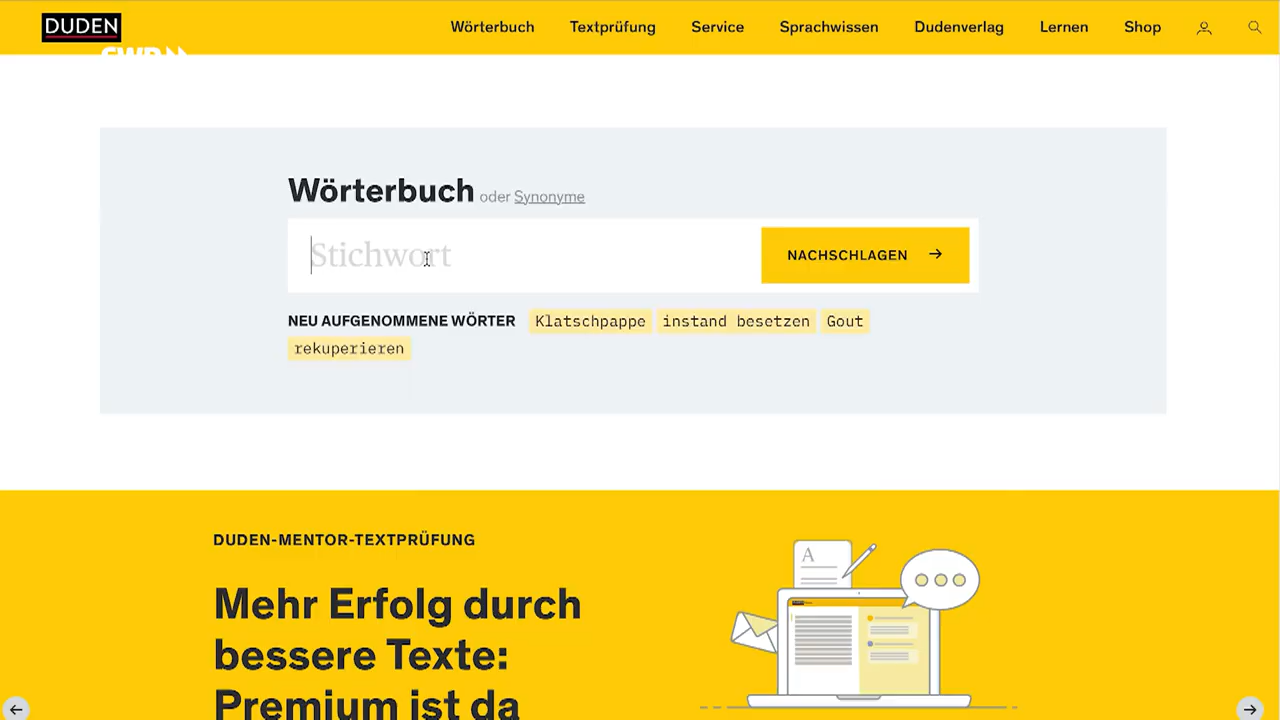 DUDEN
Wörterbuch Textprüfung Service Sprachwissen Dudenverlag Lernen Shop
SWR
Wörterbuch oder Synonyme
Stichwort
NACHSCHLAGEN →
NEU AUFGENOMMENE WÖRTER Klatschpappe instand besetzen Gout
rekuperieren
DUDEN-MENTOR-TEXTPRÜFUNG
Mehr Erfolg durch
bessere Texte:
Premium ist da
A